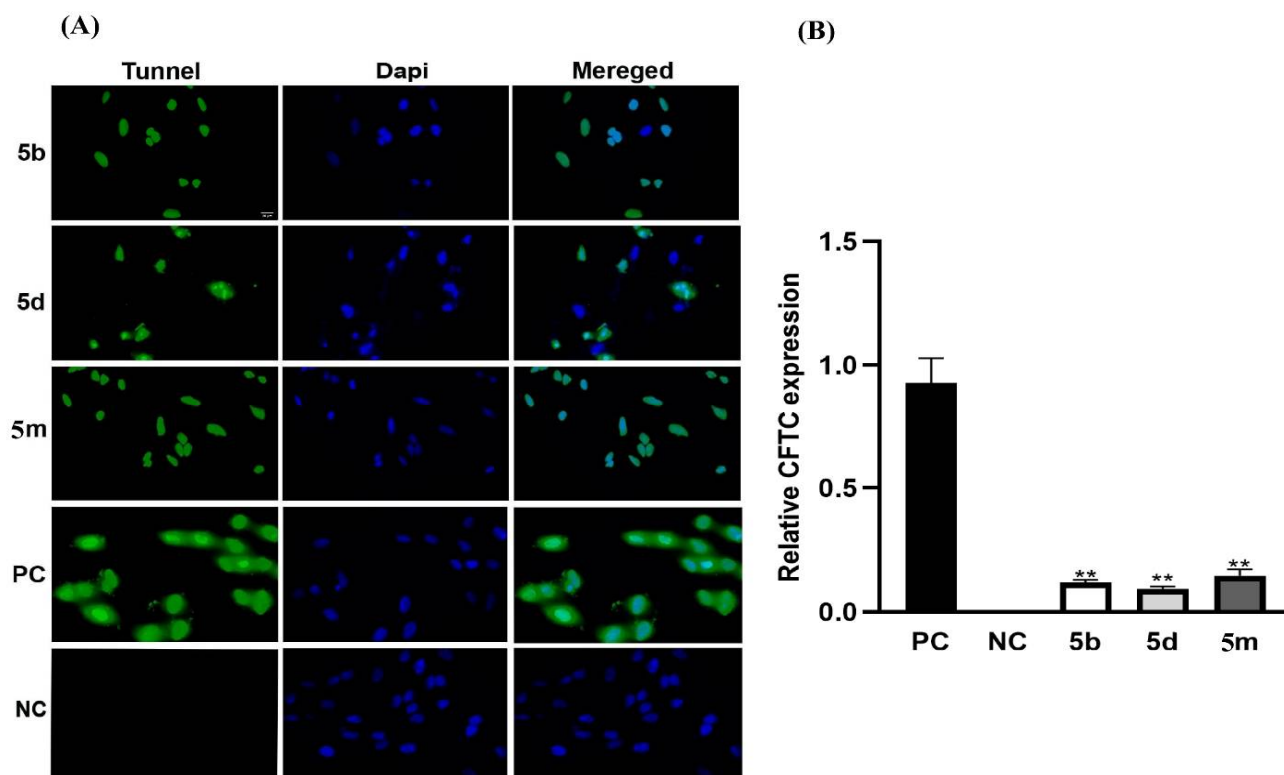 (A)
Tunnel Dapi Mereged
5b
5d
5m
PC
NC
(B)
Relative CFTC expression
1.5
1.0
0.5
0.0
** ** **
PC NC 5b 5d 5m